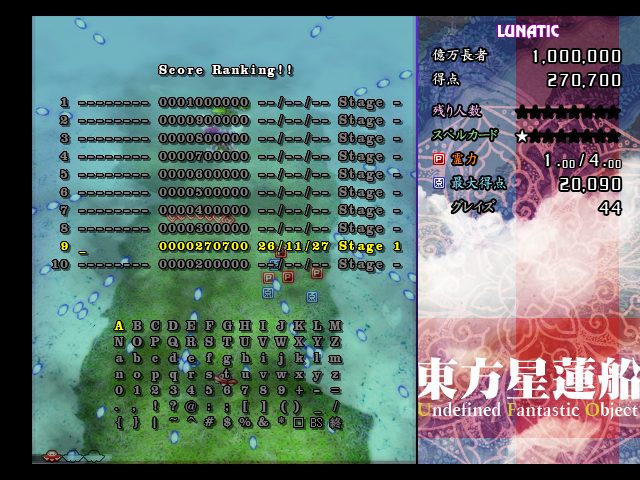 LUNATIC
Score Ranking!!
1 -------- 0001000000 --/--/-- Stage -
2 -------- 0000900000 --/--/-- Stage -
3 -------- 0000800000 --/--/-- Stage -
4 -------- 0000700000 --/--/-- Stage -
5 -------- 0000600000 --/--/-- Stage -
6 -------- 0000500000 --/--/-- Stage -
7 -------- 0000400000 --/--/-- Stage -
8 -------- 0000300000 --/--/-- Stage -
9 _ 0000270700 26/11/27 Stage 1
10 -------- 0000200000 --/--/-- Stage -
A B C D E F G H I J K L M
N O P Q R S T U V W X Y Z
a b c d e f g h i j k l m
n o p q r s t u v w x y z
0 1 2 3 4 5 6 7 8 9 + - =
. , ! ? @ : ; [ ] ( ) _ /
{ } | ~ ^ # $ % & * □ BS 終
億万長者 1,000,000
得点 270,700
残り人数 ★★★★★★★★★
スペルカード ★★★★★★★★★
P 霊力 1.00/4.00
点 最大得点 20,090
グレイズ 44
東方星蓮船
Undefined Fantastic Object